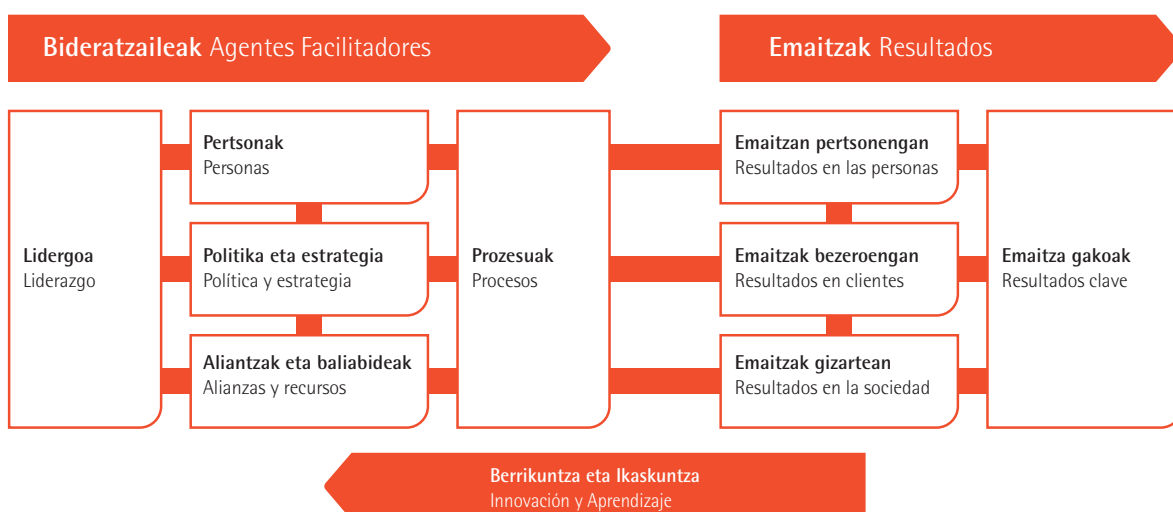 Bideratzaileak Agentes Facilitadores
Emaitzak Resultados
Lidergoa
Liderazgo
Pertsonak
Personas
Politika eta estrategia
Política y estrategia
Aliantzak eta baliabideak
Alianzas y recursos
Prozesuak
Procesos
Emaitzan pertsonengan
Resultados en las personas
Emaitzak bezeroengan
Resultados en clientes
Emaitzak gizartean
Resultados en la sociedad
Emaitza gakoak
Resultados clave
Berrikuntza eta Ikaskuntza
Innovación y Aprendizaje